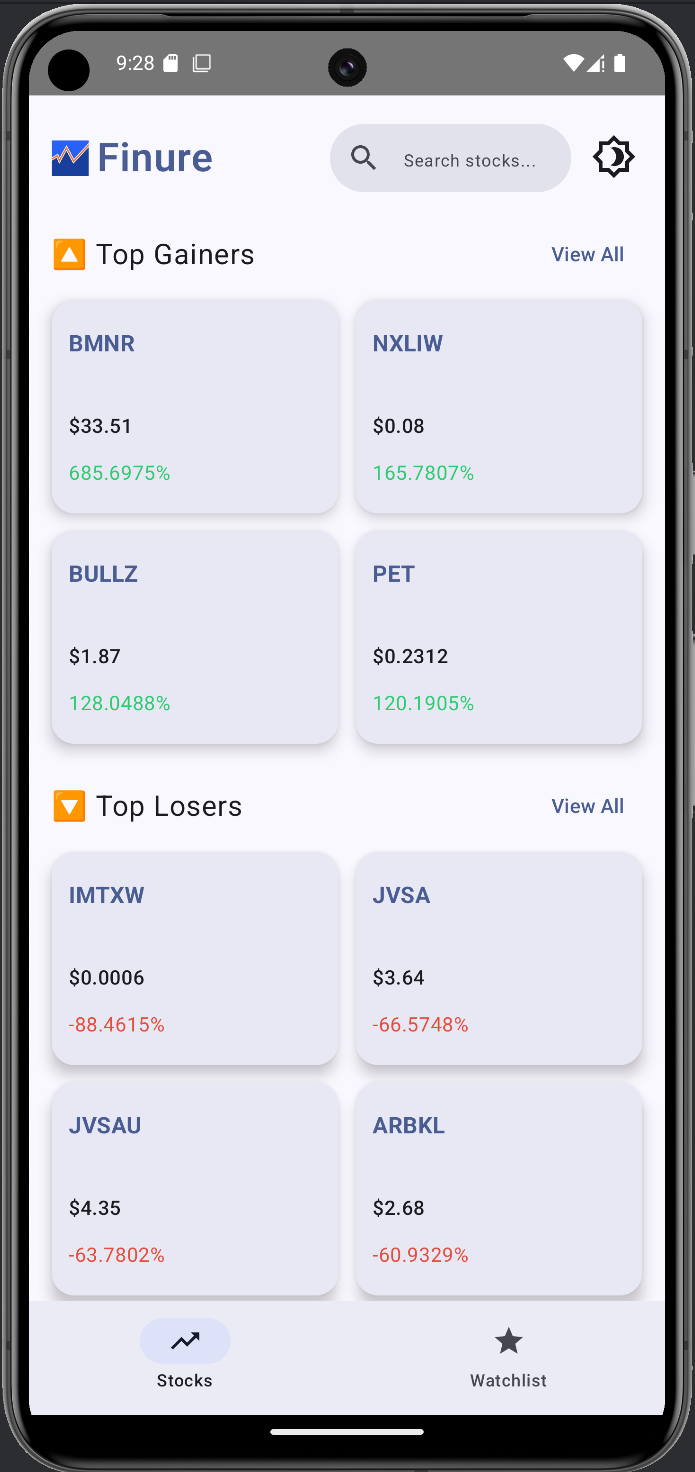 9:28
Finure
Search stocks...
Top Gainers
View All
BMNR
NXLIW
$33.51
$0.08
685.6975%
165.7807%
BULLZ
PET
$1.87
$0.2312
128.0488%
120.1905%
Top Losers
View All
IMTXW
JVSA
$0.0006
$3.64
-88.4615%
-66.5748%
JVSAU
ARBKL
$4.35
$2.68
-63.7802%
-60.9329%
Stocks
Watchlist